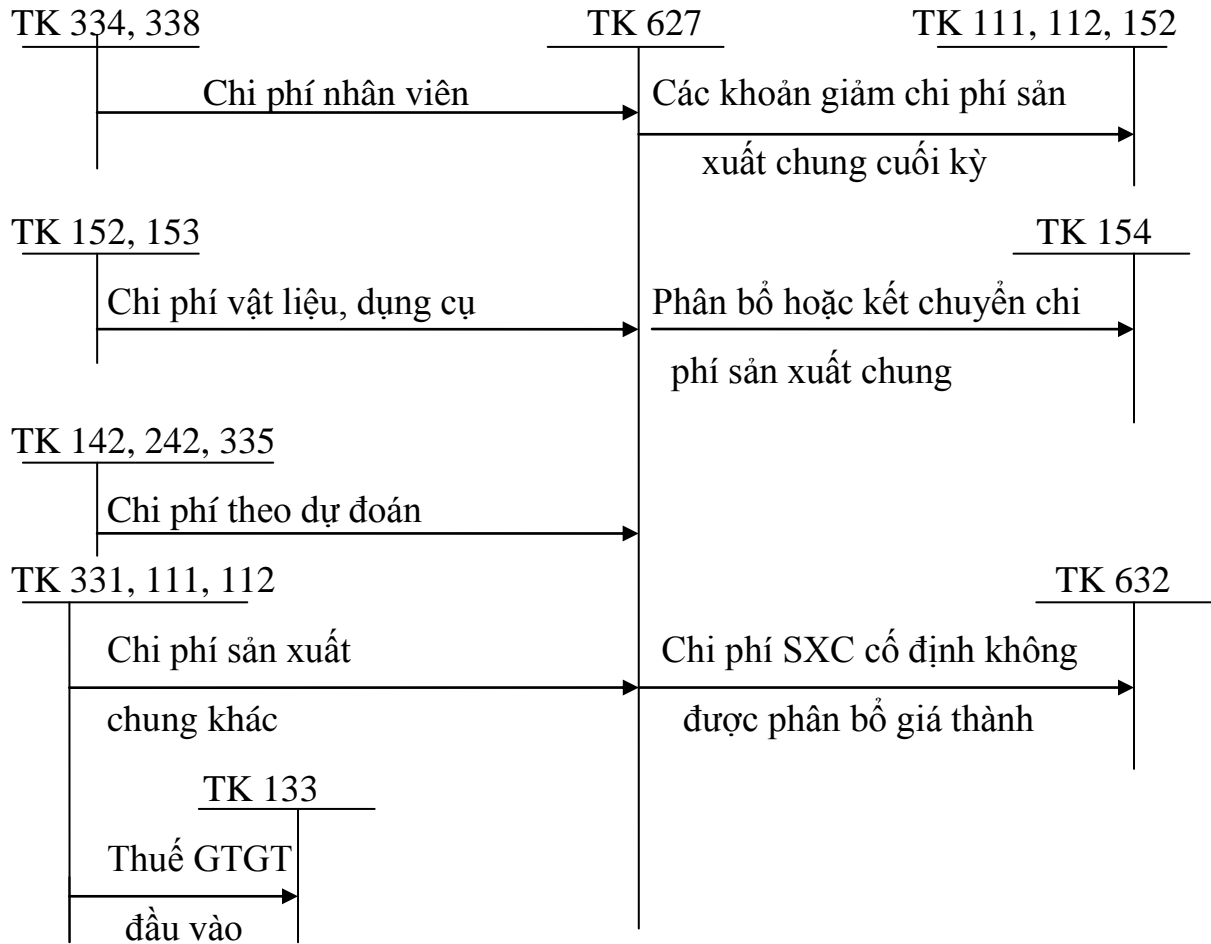 TK 334, 338
TK 627
TK 111, 112, 152
Chi phí nhân viên
Các khoản giảm chi phí sản
xuất chung cuối kỳ
TK 152, 153
TK 154
Chi phí vật liệu, dụng cụ
Phân bổ hoặc kết chuyển chi
phí sản xuất chung
TK 142, 242, 335
Chi phí theo dự đoán
TK 331, 111, 112
TK 632
Chi phí sản xuất
chung khác
Chi phí SXC cố định không
được phân bổ giá thành
TK 133
Thuế GTGT
đầu vào